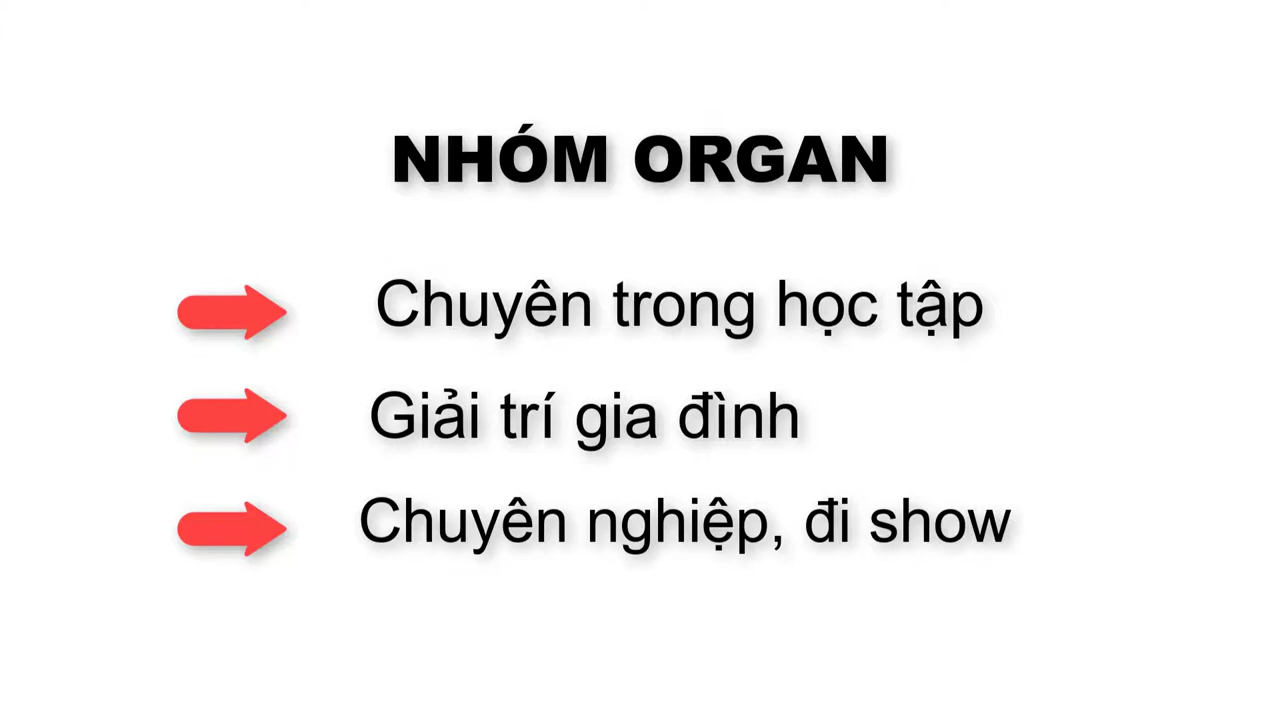 NHÓM ORGAN
Chuyên trong học tập
Giải trí gia đình
Chuyên nghiệp, đi show